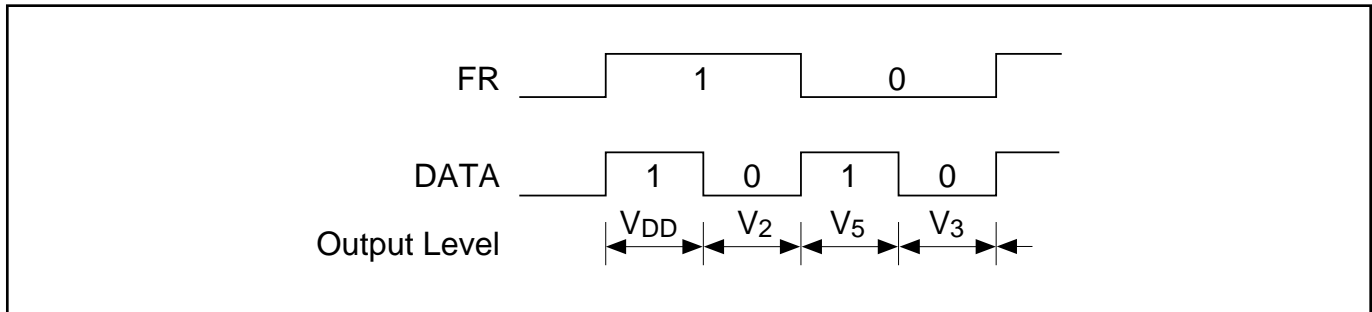 FR 1 0
DATA 1 0 1 0
Output Level VDD V2 V5 V3